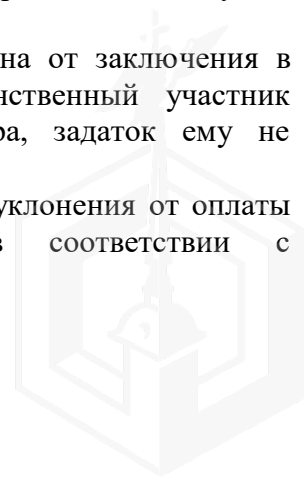 на от заключения в
нственный участник
ра, задаток ему не
уклонения от оплаты
в соответствии с